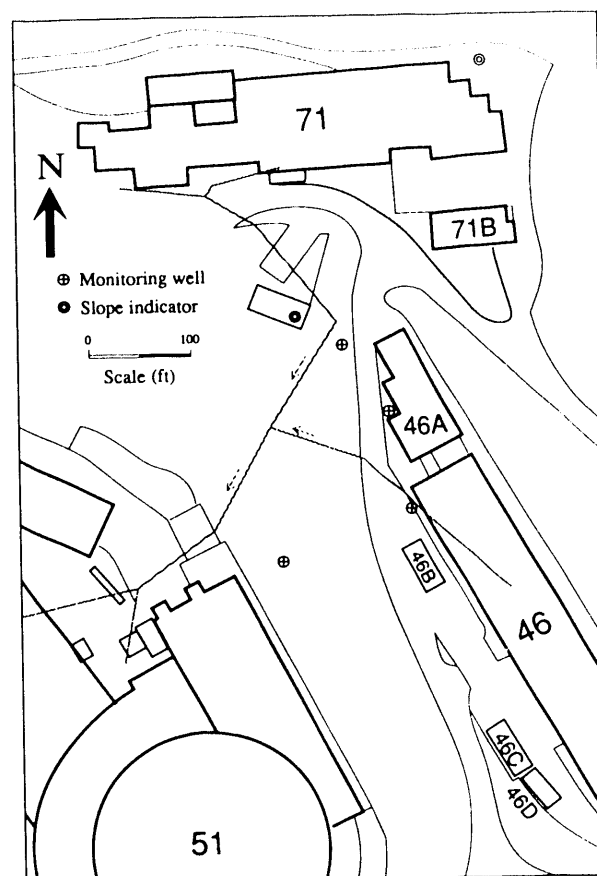 71
N
71B
Monitoring well
Slope indicator
0 100
Scale (ft)
46A
46B
46
46C
46D
51